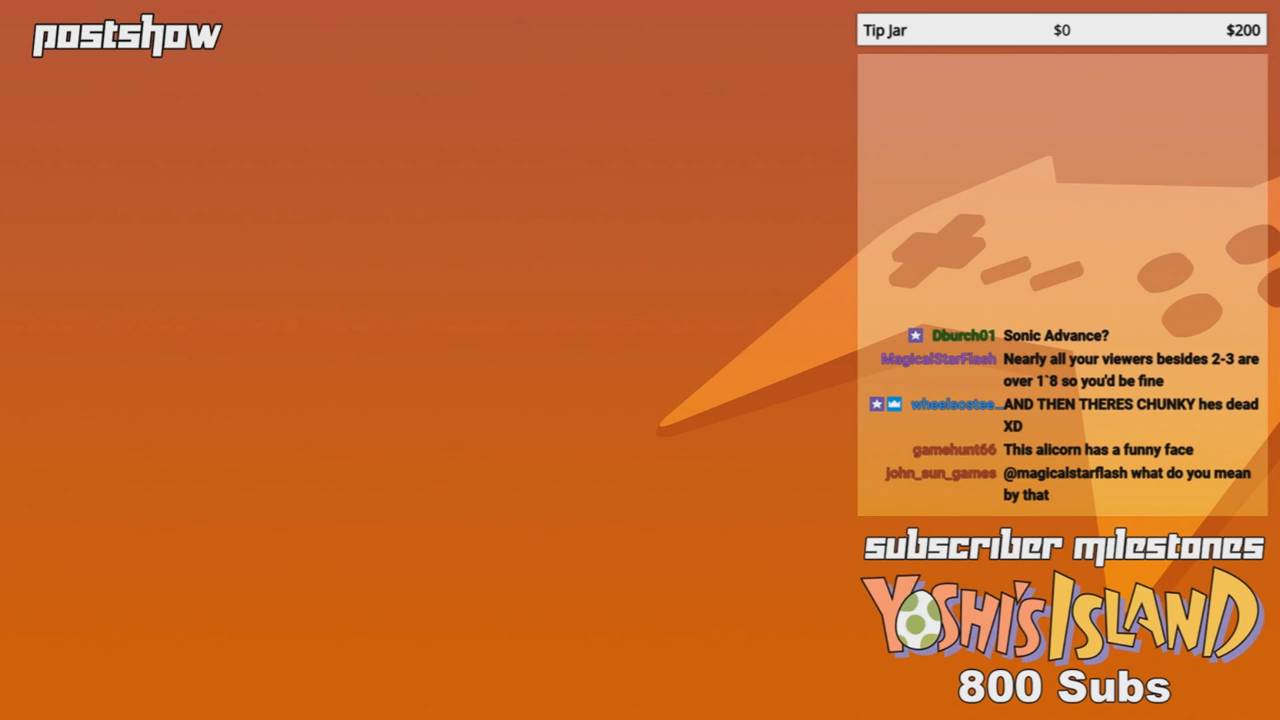 postshow
Tip Jar $0 $200
Dburch01 Sonic Advance?
MagicalStarFlash Nearly all your viewers besides 2-3 are
over 1`8 so you'd be fine
wheelsostee... AND THEN THERES CHUNKY hes dead
XD
gamehunt66 This alicorn has a funny face
john_sun_games @magicalstarflash what do you mean
by that
subscriber milestones
YOSHI'S ISLAND
800 Subs